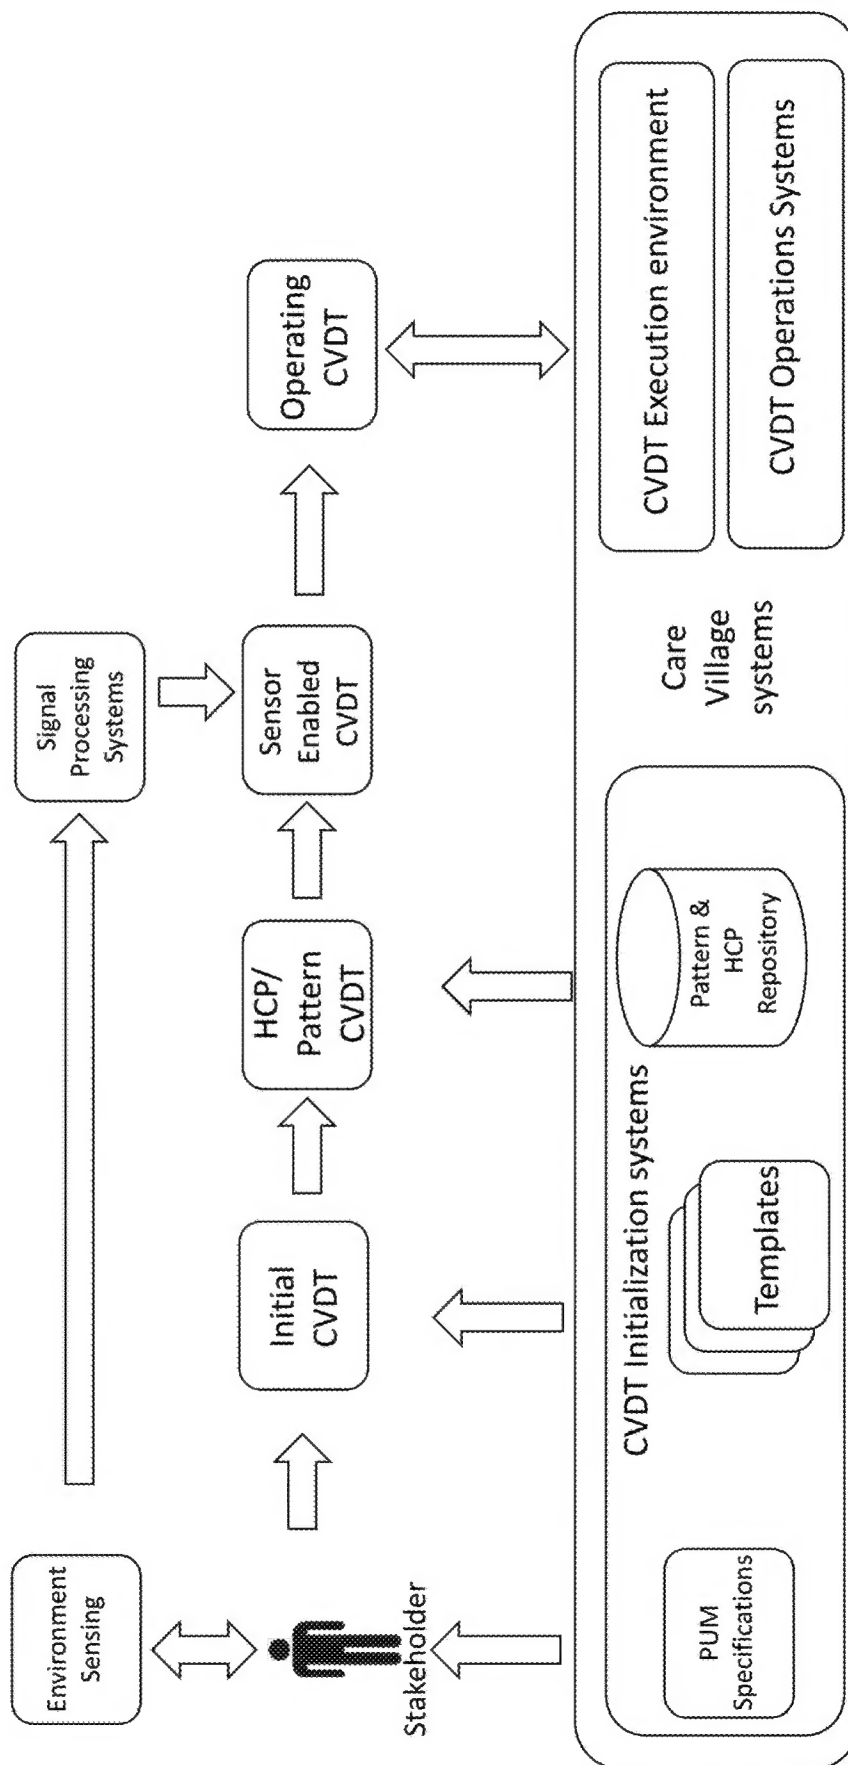 Environment
Sensing
Signal
Processing
Systems
Stakeholder
Initial
CVDT
HCP/
Pattern
CVDT
Sensor
Enabled
CVDT
Operating
CVDT
CVDT Initialization systems
PUM
Specifications
Templates
Pattern &
HCP
Repository
Care
Village
systems
CVDT Execution environment
CVDT Operations Systems